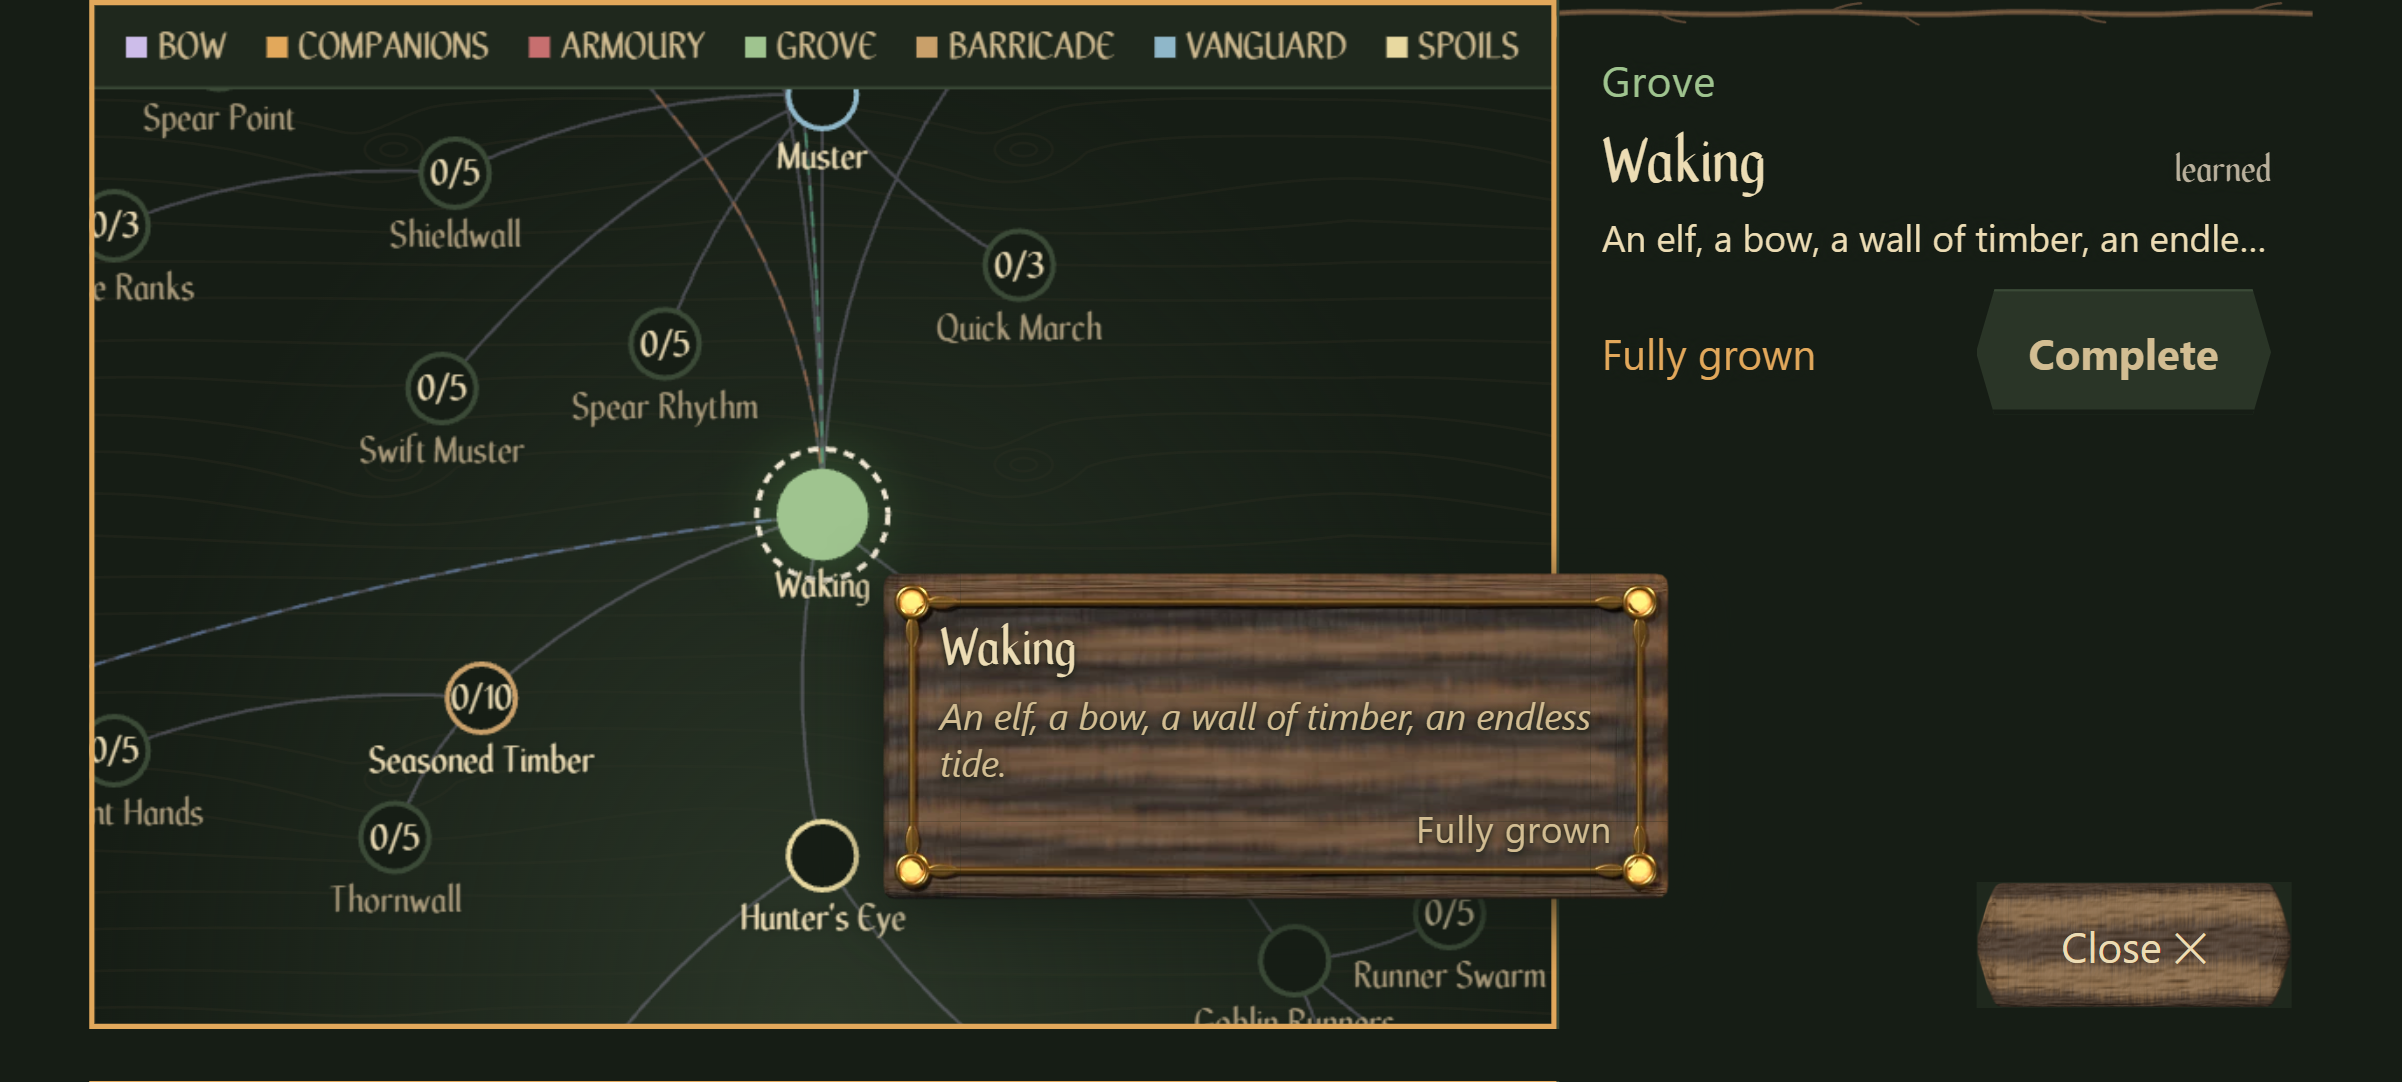 BOW COMPANIONS ARMOURY GROVE BARRICADE VANGUARD SPOILS
Spear Point
Muster
0/5
Shieldwall
0/3
e Ranks
0/3
Quick March
0/5
Spear Rhythm
0/5
Swift Muster
Waking
0/10
Seasoned Timber
0/5
nt Hands
0/5
Thornwall
Hunter's Eye
0/5
Runner Swarm
Goblin Runners
Waking
An elf, a bow, a wall of timber, an endless
tide.
Fully grown
Grove
Waking learned
An elf, a bow, a wall of timber, an endle...
Fully grown Complete
Close ×